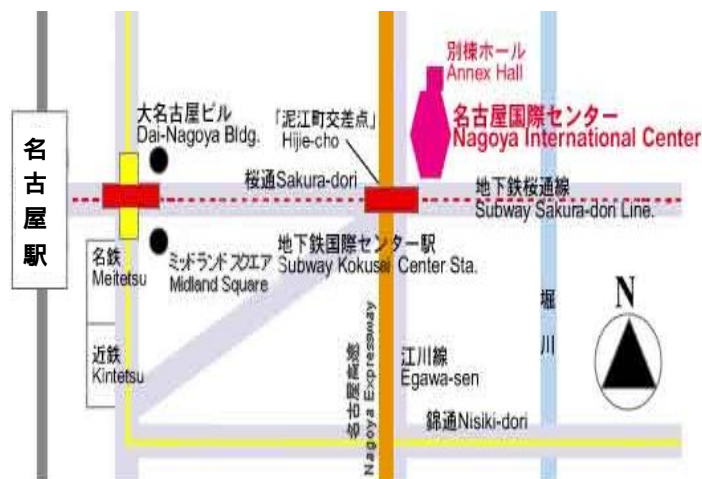 別棟ホール
Annex Hall
大名古屋ビル
Dai-Nagoya Bldg.
「泥江町交差点」
Hijie-cho
名古屋国際センター
Nagoya International Center
名古屋駅
桜通Sakura-dori
地下鉄桜通線
Subway Sakura-dori Line.
名鉄
Meitetsu
ミッドランドスクエア
Midland Square
地下鉄国際センター駅
Subway Kokusai Center Sta.
N
堀川
近鉄
Kintetsu
名古屋高速
Nagoya Expressway
江川線
Egawa-sen
錦通Nisiki-dori